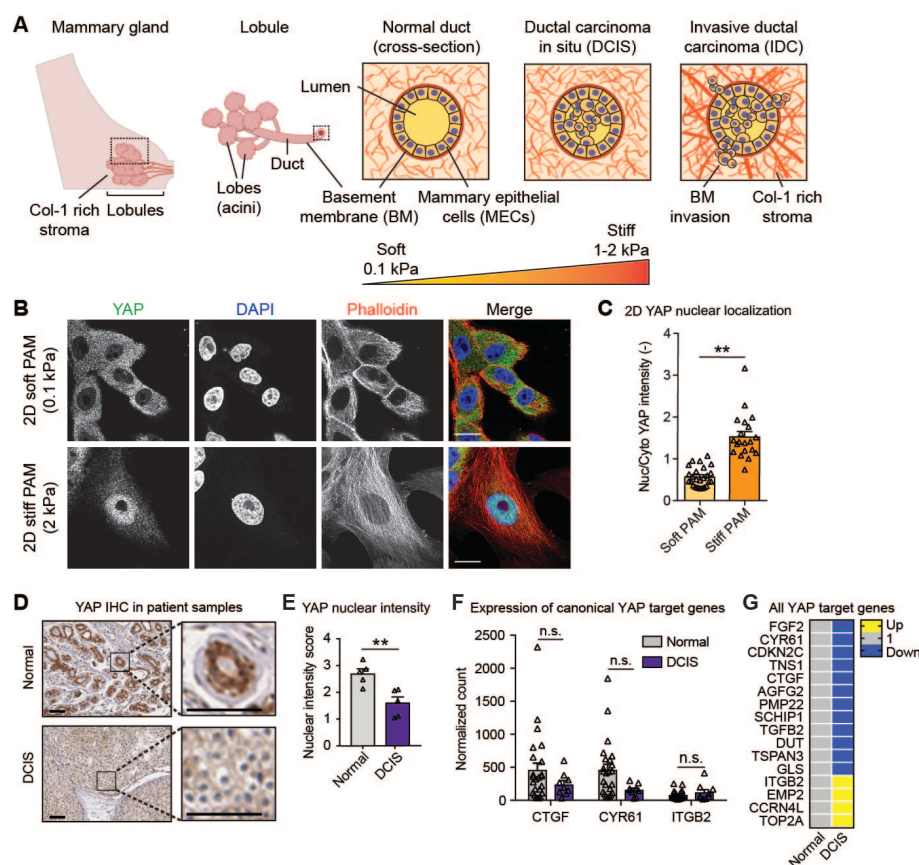 A
Mammary gland
Lobule
Normal duct
(cross-section)
Ductal carcinoma
in situ (DCIS)
Invasive ductal
carcinoma (IDC)
Lumen
Duct
Lobes
(acini)
Col-1 rich
stroma
Lobules
Basement
membrane (BM)
Mammary epithelial
cells (MECs)
BM
invasion
Col-1 rich
stroma
Soft
0.1 kPa
Stiff
1-2 kPa
B
YAP
DAPI
Phalloidin
Merge
2D soft PAM
(0.1 kPa)
2D stiff PAM
(2 kPa)
C
2D YAP nuclear localization
Nuc/Cyto YAP intensity (-)
4
3
2
1
0
**
Soft PAM
Stiff PAM
D
YAP IHC in patient samples
Normal
DCIS
E
YAP nuclear intensity
Nuclear intensity score
4
3
2
1
0
**
Normal
DCIS
F
Expression of canonical YAP target genes
Normalized count
2500
2000
1500
1000
500
0
n.s.
n.s.
n.s.
Normal
DCIS
CTGF
CYR61
ITGB2
G
All YAP target genes
FGF2
CYR61
CDKN2C
TNS1
CTGF
AGFG2
PMP22
SCHIP1
TGFB2
DUT
TSPAN3
GLS
ITGB2
EMP2
CCRN4L
TOP2A
Up
1
Down
Normal
DCIS